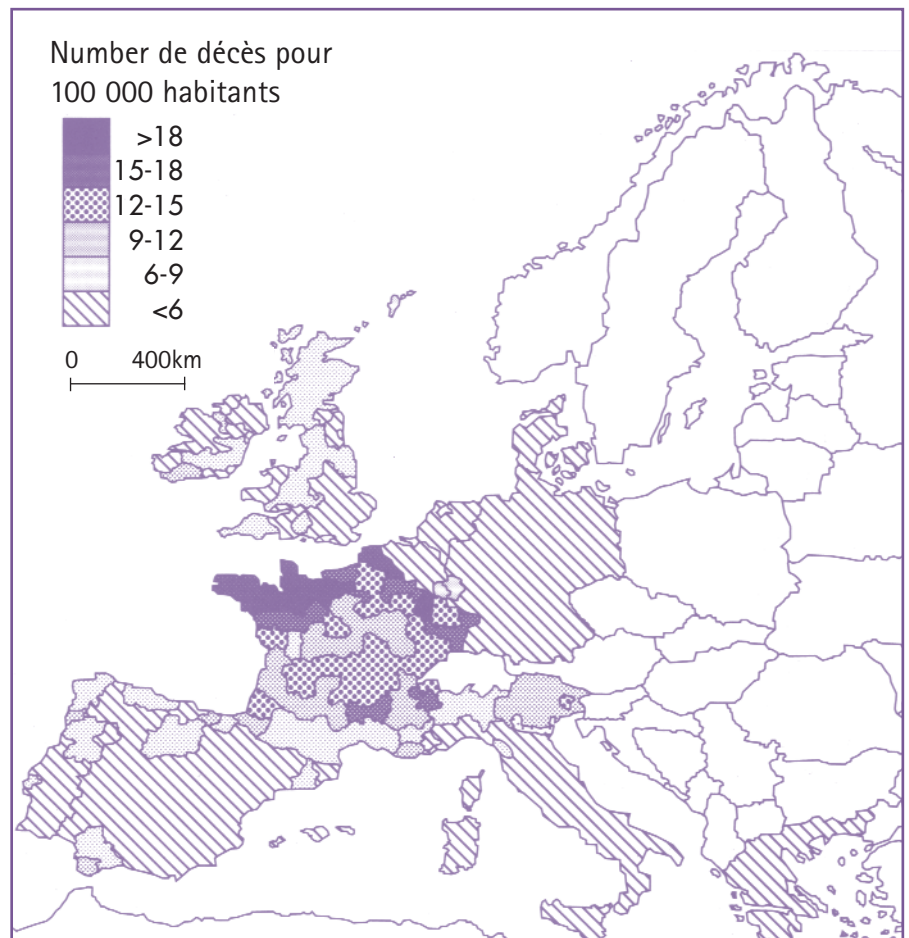 Number de décès pour
100 000 habitants
>18
15-18
12-15
9-12
6-9
<6
0 400km